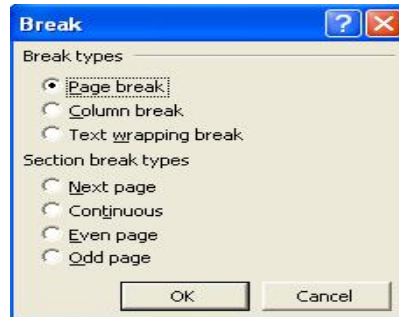 Break
Break types
Page break
Column break
Text wrapping break
Section break types
Next page
Continuous
Even page
Odd page
OK Cancel